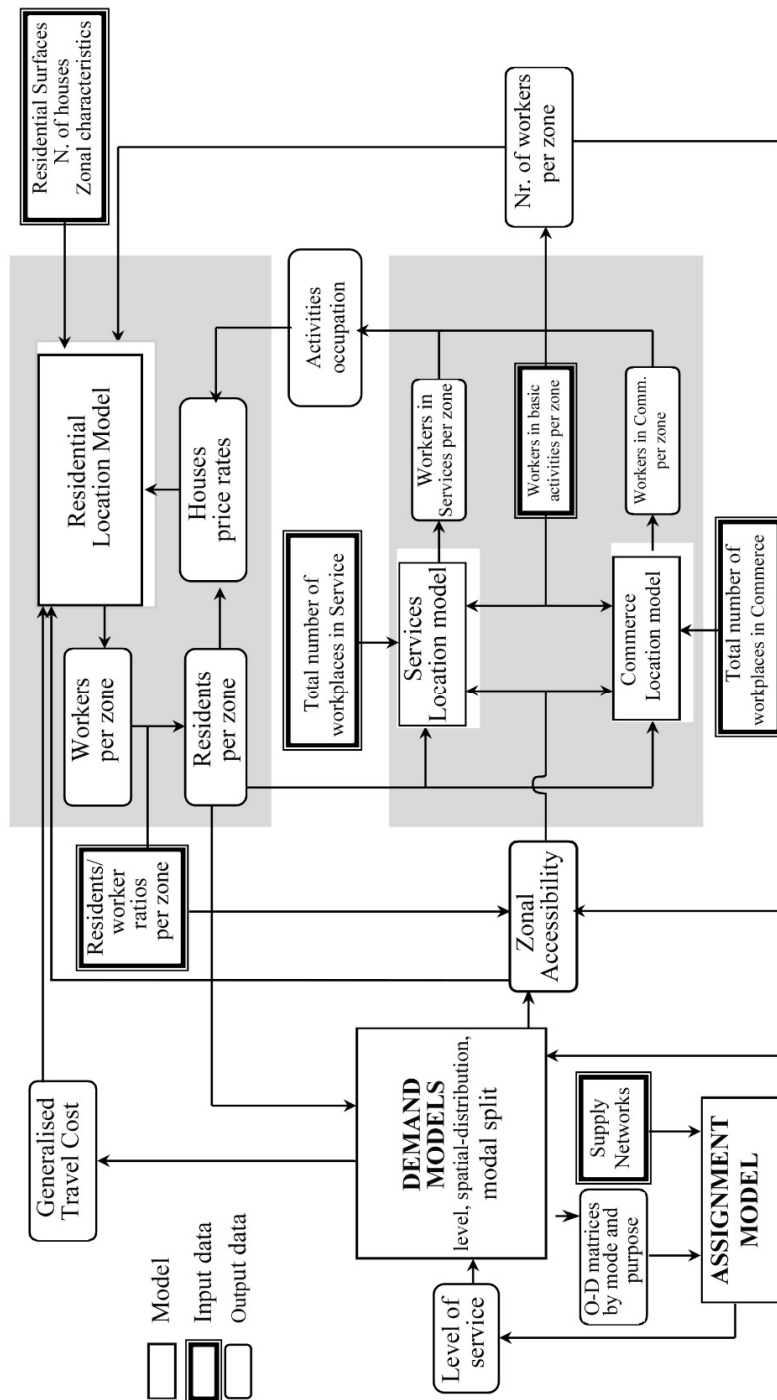 Model
Input data
Output data
Generalised
Travel Cost
Residents/
worker
ratios
per zone
Workers
per zone
Residents
per zone
Residential
Location Model
Houses
price rates
Residential Surfaces
N. of houses
Zonal characteristics
Activities
occupation
Level of
service
DEMAND
MODELS
level, spatial-distribution,
modal split
Zonal
Accessibility
Total number of
workplaces in Service
Services
Location model
Workers in
Services per zone
Workers in basic
activities per zone
Nr. of workers
per zone
Commerce
Location model
Workers in Comm.
per zone
Total number of
workplaces in Commerce
O-D matrices
by mode and
purpose
Supply
Networks
ASSIGNMENT
MODEL